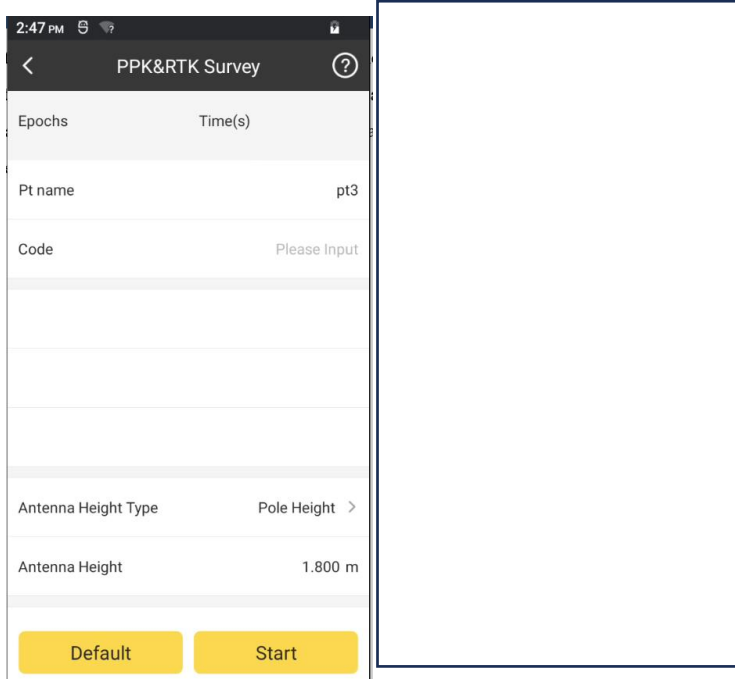 2:47 PM
PPK&RTK Survey
Epochs Time(s)
Pt name pt3
Code Please Input
Antenna Height Type Pole Height
Antenna Height 1.800 m
Default Start